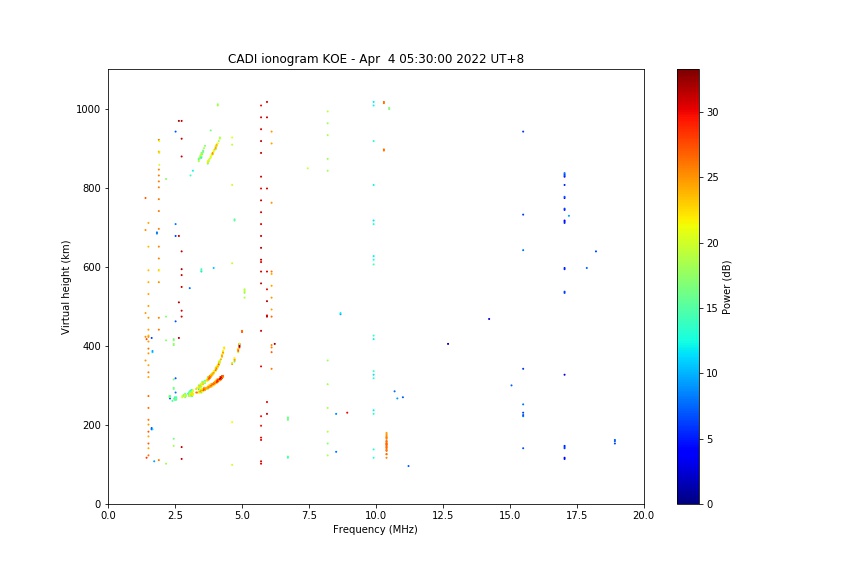 CADI ionogram KOE - Apr  4 05:30:00 2022 UT+8
1000
800
600
400
200
0
Virtual height (km)
0.0 2.5 5.0 7.5 10.0 12.5 15.0 17.5 20.0
Frequency (MHz)
30
25
20
15
10
5
0
Power (dB)